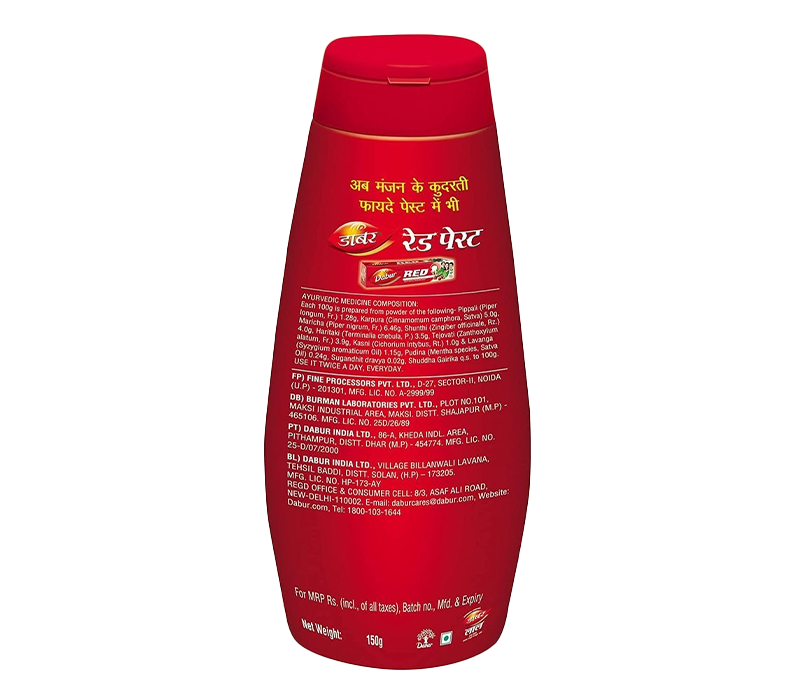 अब मंजन के कुदरती
फायदे पेस्ट में भी
डाबर रेड पेस्ट
Dabur RED
AYURVEDIC MEDICINE COMPOSITION:
Each 100g is prepared from powder of the following- Pippali (Piper
longum, Fr.) 1.28g, Karpura (Cinnamomum camphora, Satva) 5.0g,
Maricha (Piper nigrum, Fr.) 6.46g, Shunthi (Zingiber officinale, Rz.)
4.0g, Haritaki (Terminalia chebula, P.) 3.5g, Tejovati (Zanthoxylum
alatum, Fr.) 3.9g, Kasni (Cichorium intybus, Rt.) 1.0g & Lavanga
(Syzygium aromaticum Oil) 1.15g, Pudina (Mentha species, Satva
Oil) 0.24g, Sugandhit dravya 0.02g, Shuddha Gairika q.s. to 100g.
USE IT TWICE A DAY, EVERYDAY.
FP) FINE PROCESSORS PVT. LTD., D-27, SECTOR-II, NOIDA
(U.P) - 201301, MFG. LIC. NO. A-2999/99
DB) BURMAN LABORATORIES PVT. LTD., PLOT NO.101,
MAKSI INDUSTRIAL AREA, MAKSI. DISTT. SHAJAPUR (M.P) -
465106. MFG. LIC. NO. 25D/26/89
PT) DABUR INDIA LTD., 86-A, KHEDA INDL. AREA,
PITHAMPUR, DISTT. DHAR (M.P) - 454774. MFG. LIC. NO.
25-D/07/2000
BL) DABUR INDIA LTD., VILLAGE BILLANWALI LAVANA,
TEHSIL BADDI, DISTT. SOLAN, (H.P) – 173205.
MFG. LIC. NO. HP-173-AY
REGD OFFICE & CONSUMER CELL: 8/3, ASAF ALI ROAD,
NEW-DELHI-110002. E-mail: daburcares@dabur.com, Website:
Dabur.com, Tel: 1800-103-1644
For MRP Rs. (incl., of all taxes), Batch no., Mfd. & Expiry
Net Weight: 150g
Dabur
डाबर
लाल